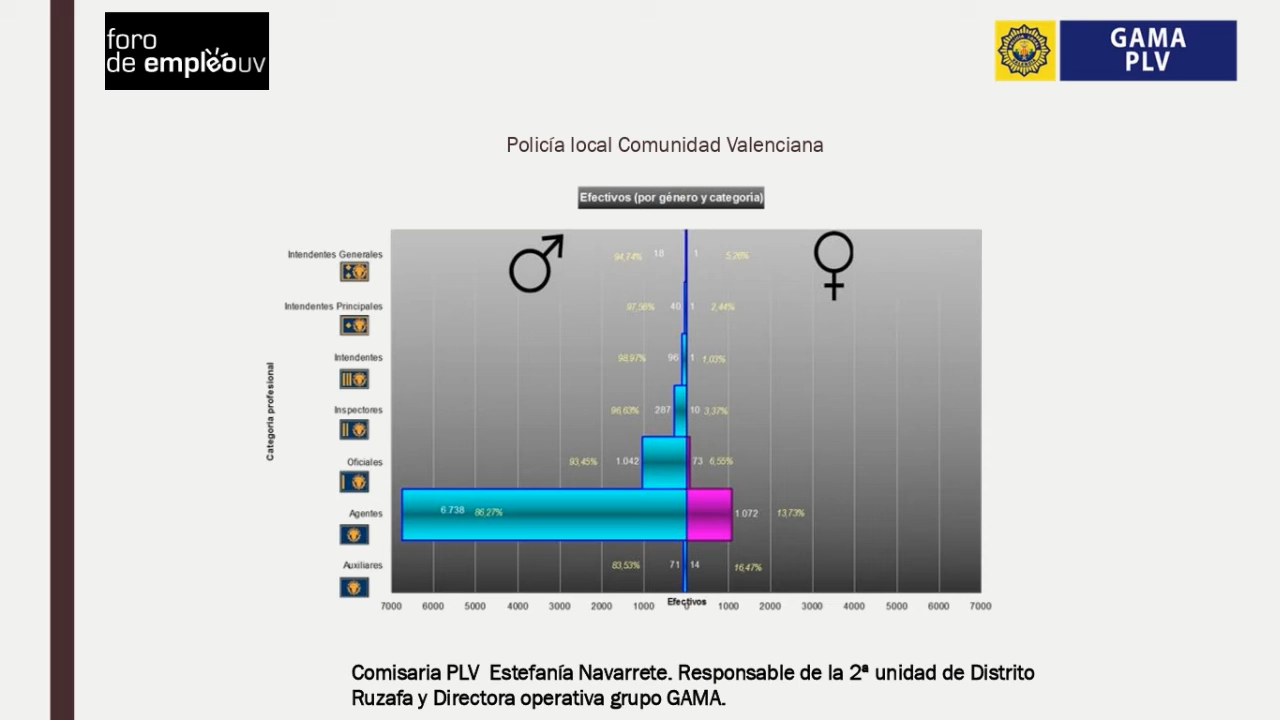 foro
de empleouv
GAMA
PLV
Policía local Comunidad Valenciana
Efectivos (por género y categoría)
Intendentes Generales
94,74% 18 1 5,26%
Intendentes Principales
97,56% 40 1 2,44%
Intendentes
98,97% 96 1 1,03%
Inspectores
96,63% 287 10 3,37%
Oficiales
93,45% 1.042 73 6,55%
Agentes
6.738 86,27% 1.072 13,73%
Auxiliares
83,53% 71 14 16,47%
Categoría profesional
7000 6000 5000 4000 3000 2000 1000 0 1000 2000 3000 4000 5000 6000 7000
Efectivos
Comisaria PLV Estefanía Navarrete. Responsable de la 2ª unidad de Distrito
Ruzafa y Directora operativa grupo GAMA.